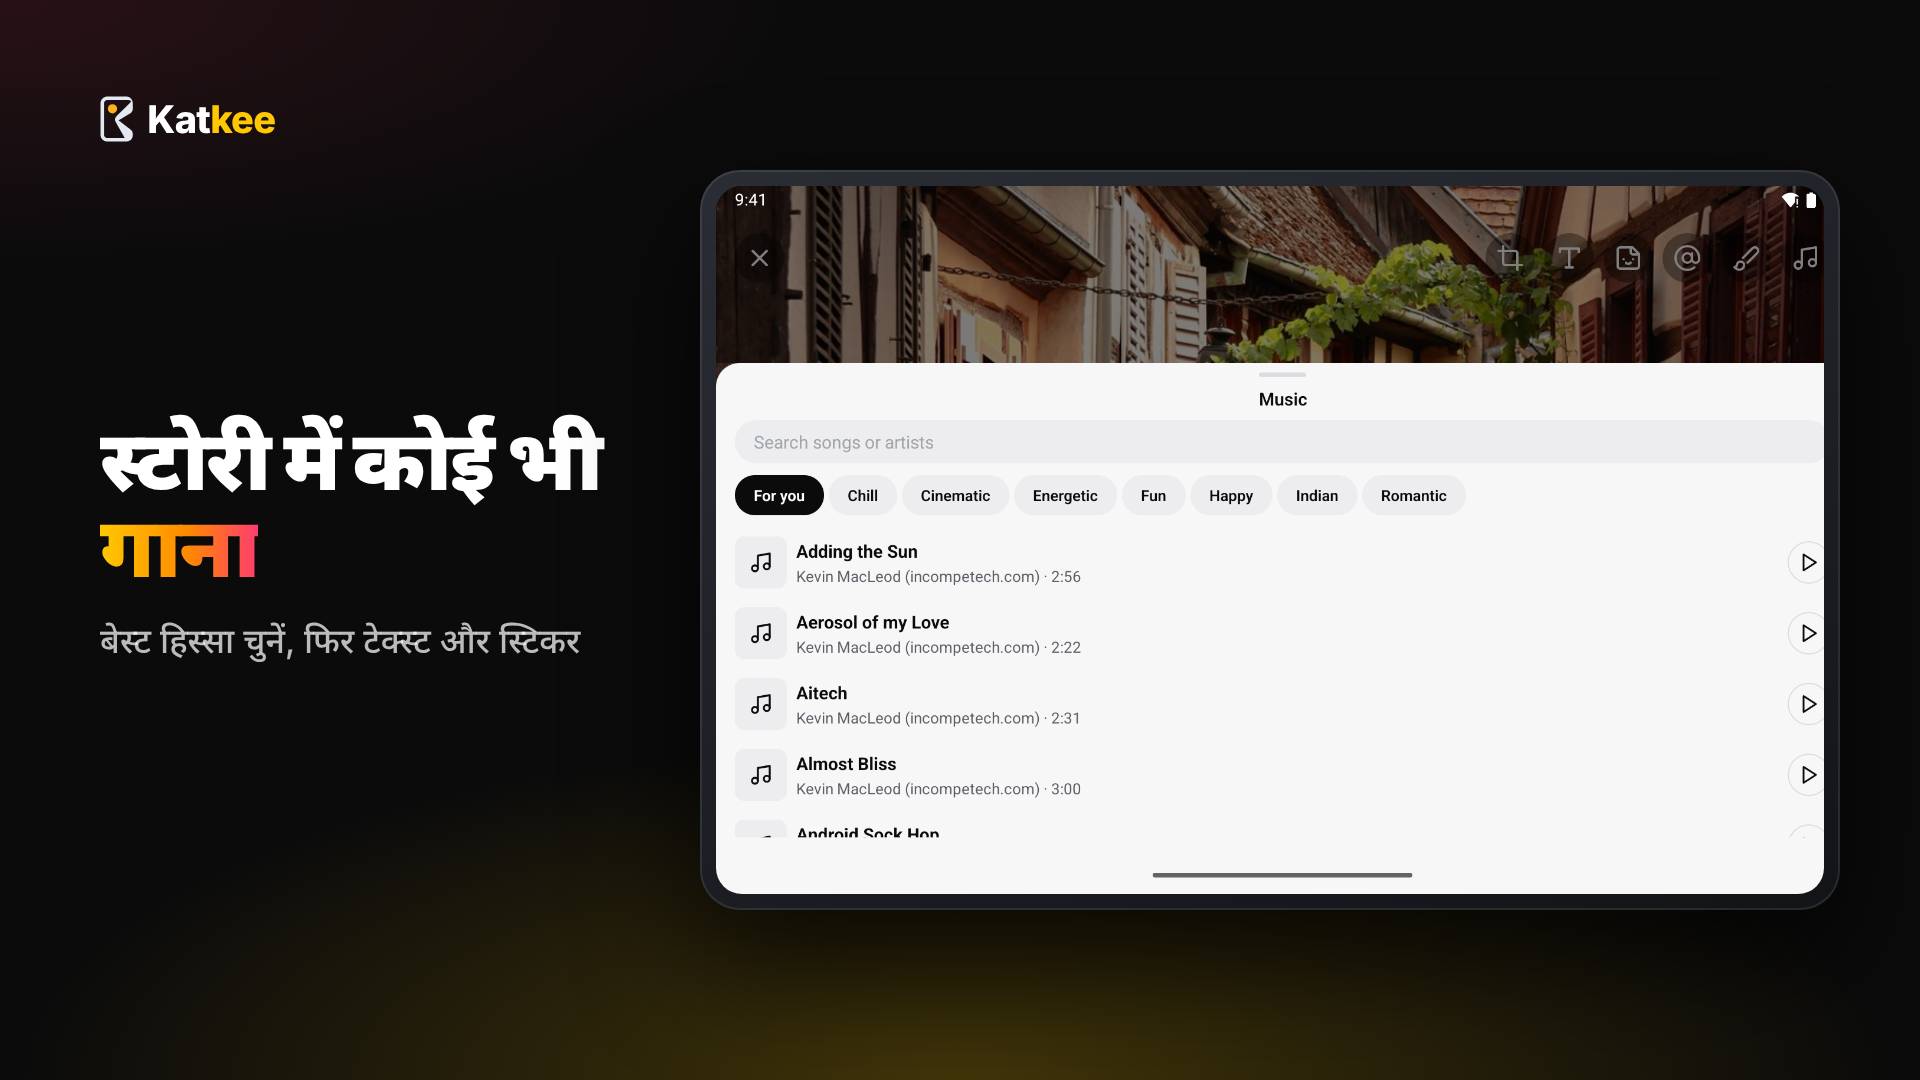 Katkee
स्टोरी में कोई भी
गाना
बेस्ट हिस्सा चुनें, फिर टेक्स्ट और स्टिकर
9:41
Music
Search songs or artists
For you Chill Cinematic Energetic Fun Happy Indian Romantic
Adding the Sun
Kevin MacLeod (incompetech.com) · 2:56
Aerosol of my Love
Kevin MacLeod (incompetech.com) · 2:22
Aitech
Kevin MacLeod (incompetech.com) · 2:31
Almost Bliss
Kevin MacLeod (incompetech.com) · 3:00
Android Sock Hop